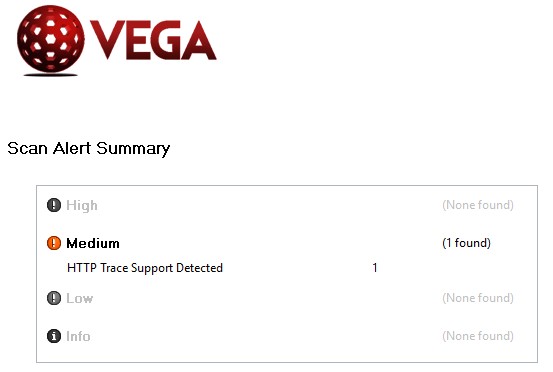 VEGA
Scan Alert Summary
High (None found)
Medium (1 found)
HTTP Trace Support Detected 1
Low (None found)
Info (None found)